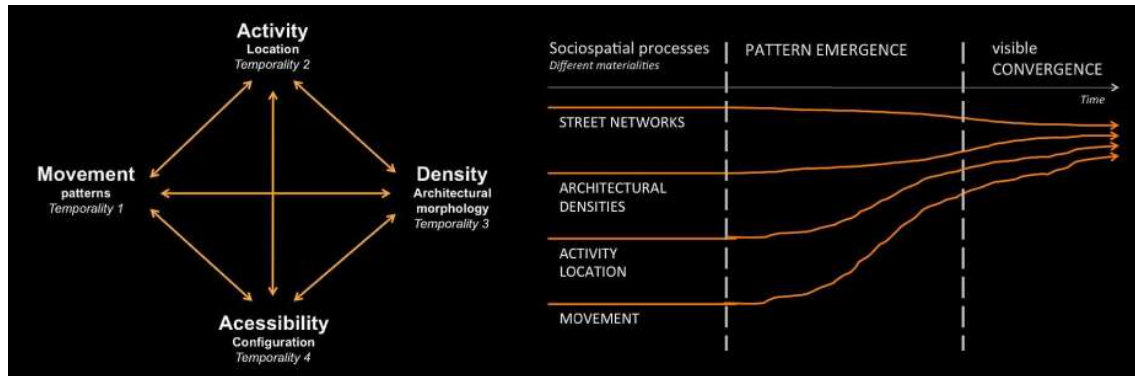 Activity
Location
Temporality 2
Movement
patterns
Temporality 1
Density
Architectural
morphology
Temporality 3
Acessibility
Configuration
Temporality 4
Sociospatial processes
Different materialities
PATTERN EMERGENCE
visible
CONVERGENCE
Time
STREET NETWORKS
ARCHITECTURAL
DENSITIES
ACTIVITY
LOCATION
MOVEMENT